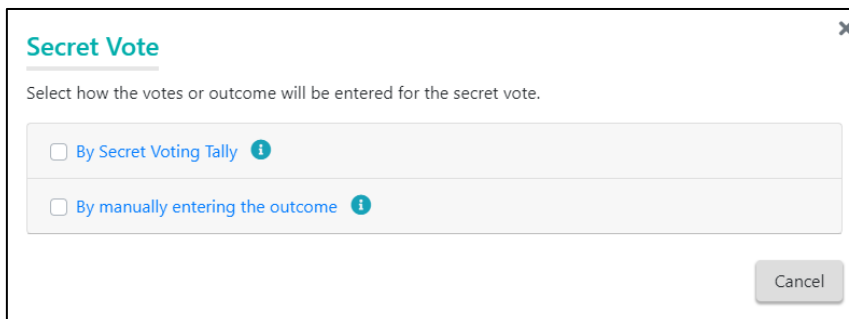 Secret Vote
Select how the votes or outcome will be entered for the secret vote.
By Secret Voting Tally
By manually entering the outcome
Cancel